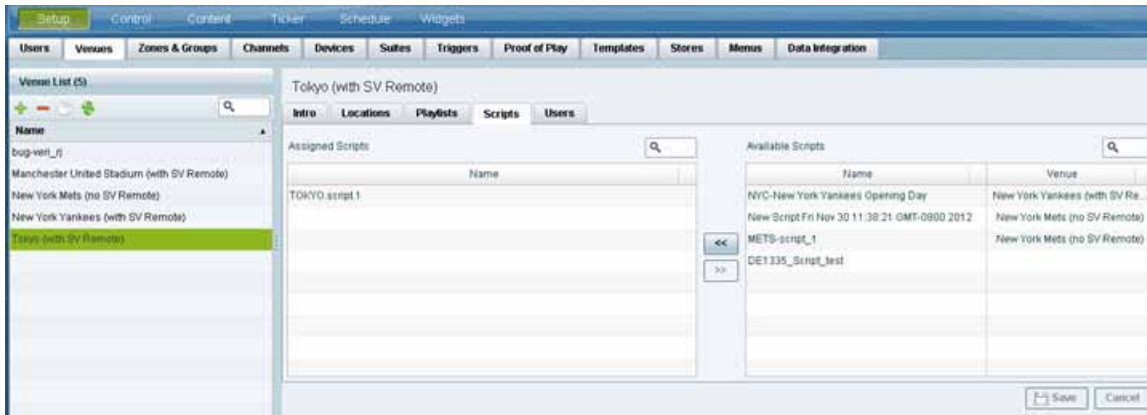 Setup Control Content Ticker Schedule Widgets
Users Venues Zones & Groups Channels Devices Suites Triggers Proof of Play Templates Stores Menus Data Integration
Venue List (5)
Name
bug-veri_rj
Manchester United Stadium (with SV Remote)
New York Mets (no SV Remote)
New York Yankees (with SV Remote)
Tokyo (with SV Remote)
Tokyo (with SV Remote)
Intro Locations Playlists Scripts Users
Assigned Scripts
Name
TOKYO.script.1
<<
>>
Available Scripts
Name Venue
NYC-New York Yankees Opening Day New York Yankees (with SV Re...
New Script Fri Nov 30 11:38:21 GMT-0800 2012 New York Mets (no SV Remote)
METS-script_1 New York Mets (no SV Remote)
DE1335_Script_test
Save Cancel